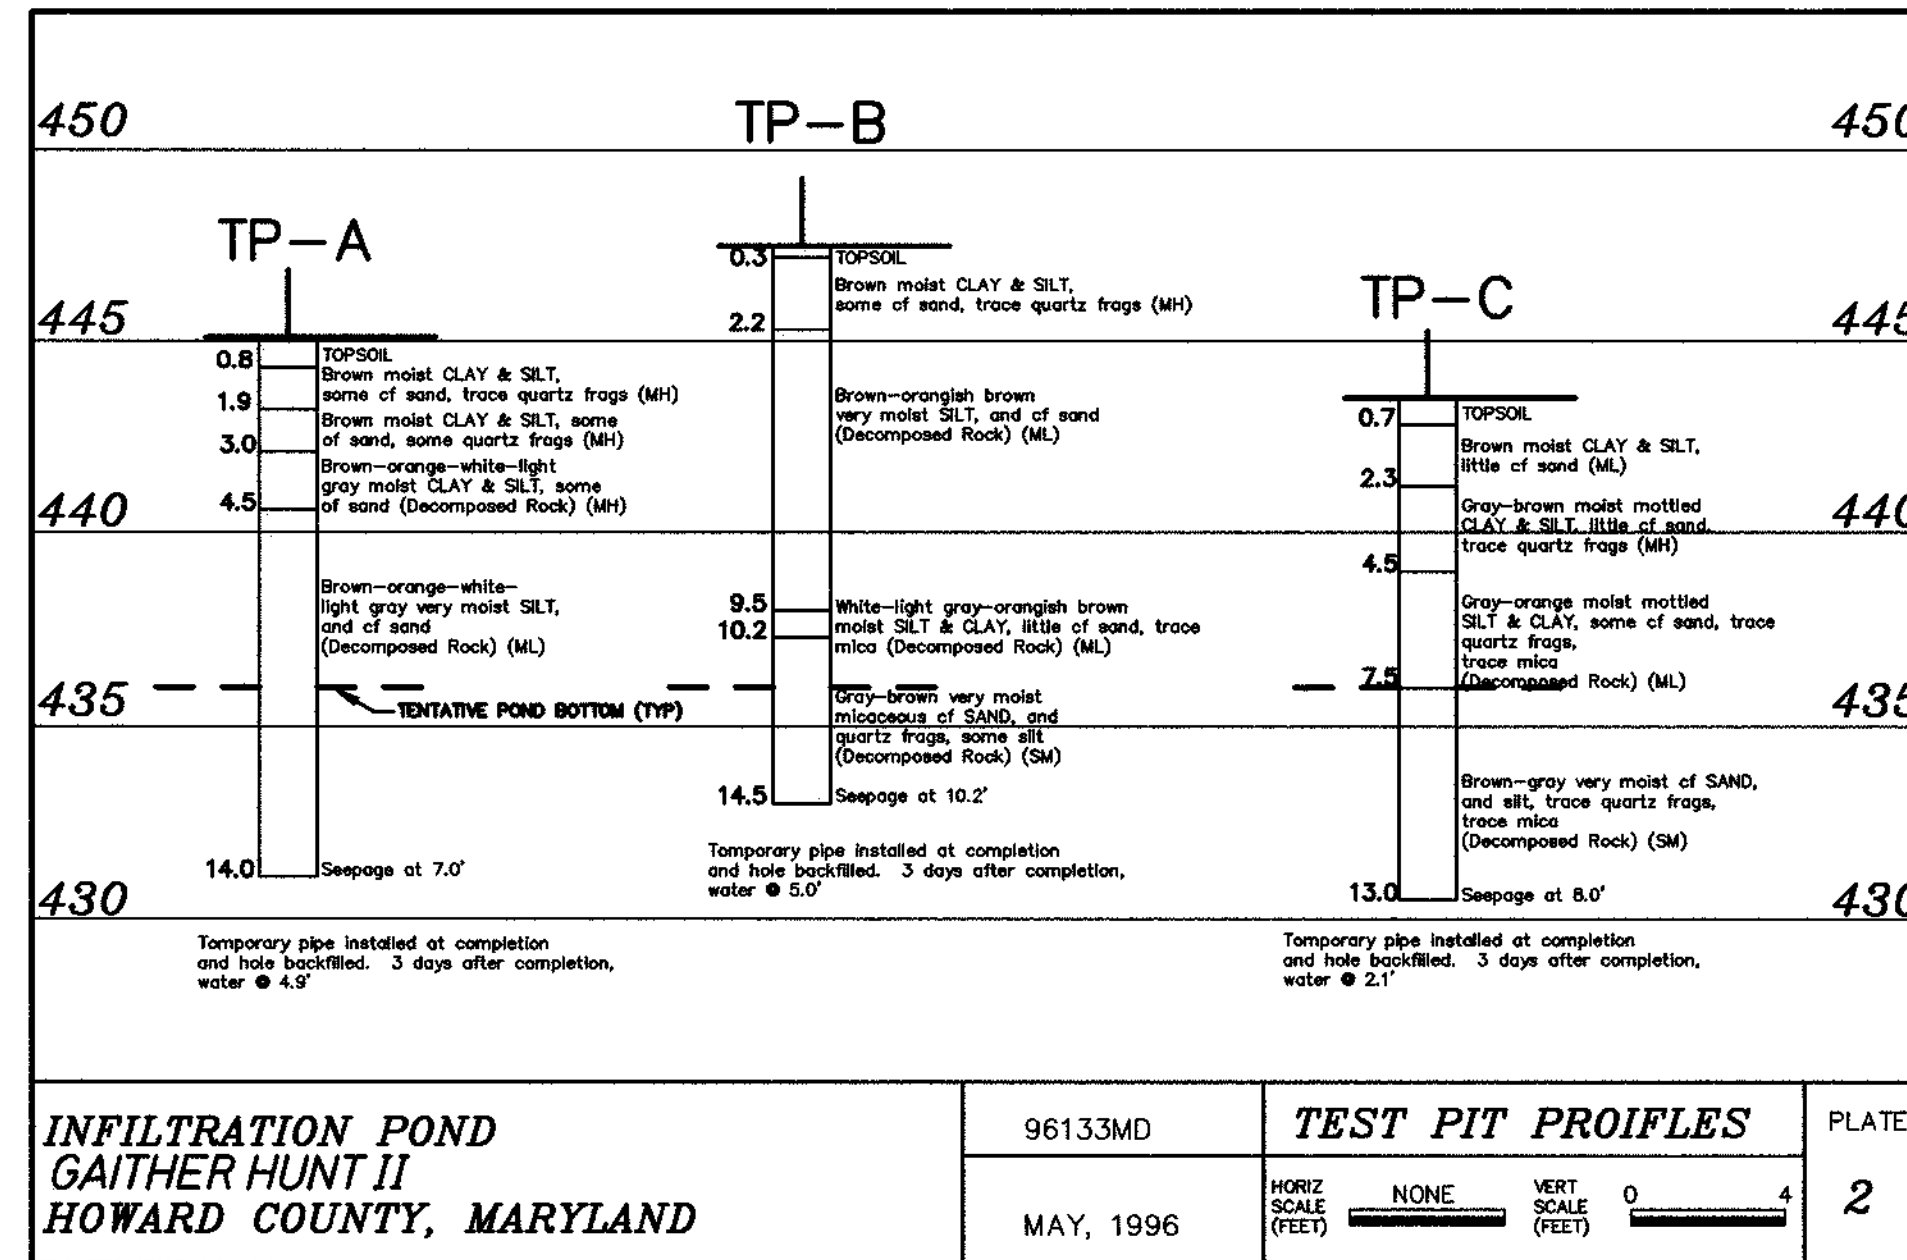 450
450
TP-B
TP-A
0.3
TOPSOIL
Brown moist CLAY & SILT,
some cf sand, trace quartz frags (MH)
2.2
Brown-orangish brown
very moist SILT, and cf sand
(Decomposed Rock) (ML)
9.5
10.2
White-light gray-orangish brown
moist SILT & CLAY, little cf sand, trace
mica (Decomposed Rock) (ML)
Gray-brown very moist
micaceous cf SAND, and
quartz frags, some silt
(Decomposed Rock) (SM)
14.5
Seepage at 10.2'
Tomporary pipe installed at completion
and hole backfilled. 3 days after completion,
water @ 5.0'
445
445
0.8
TOPSOIL
Brown moist CLAY & SILT,
some cf sand, trace quartz frags (MH)
1.9
Brown moist CLAY & SILT, some
of sand, some quartz frags (MH)
3.0
Brown-orange-white-light
gray moist CLAY & SILT, some
of sand (Decomposed Rock) (MH)
4.5
Brown-orange-white-
light gray very moist SILT,
and cf sand
(Decomposed Rock) (ML)
TENTATIVE POND BOTTOM (TYP)
14.0
Seepage at 7.0'
Tomporary pipe installed at completion
and hole backfilled. 3 days after completion,
water @ 4.9'
TP-C
0.7
TOPSOIL
Brown moist CLAY & SILT,
little cf sand (ML)
2.3
Gray-brown moist mottled
CLAY & SILT, little cf sand,
trace quartz frags (MH)
4.5
Gray-orange moist mottled
SILT & CLAY, some cf sand, trace
quartz frags,
trace mica
(Decomposed Rock) (ML)
7.5
Brown-gray very moist cf SAND,
and silt, trace quartz frags,
trace mica
(Decomposed Rock) (SM)
13.0
Seepage at 8.0'
Tomporary pipe installed at completion
and hole backfilled. 3 days after completion,
water @ 2.1'
440
440
435
435
430
430
INFILTRATION POND
GAITHER HUNT II
HOWARD COUNTY, MARYLAND
96133MD
MAY, 1996
TEST PIT PROIFLES
HORIZ
SCALE
(FEET)
NONE
VERT
SCALE
(FEET)
0 4
PLATE
2